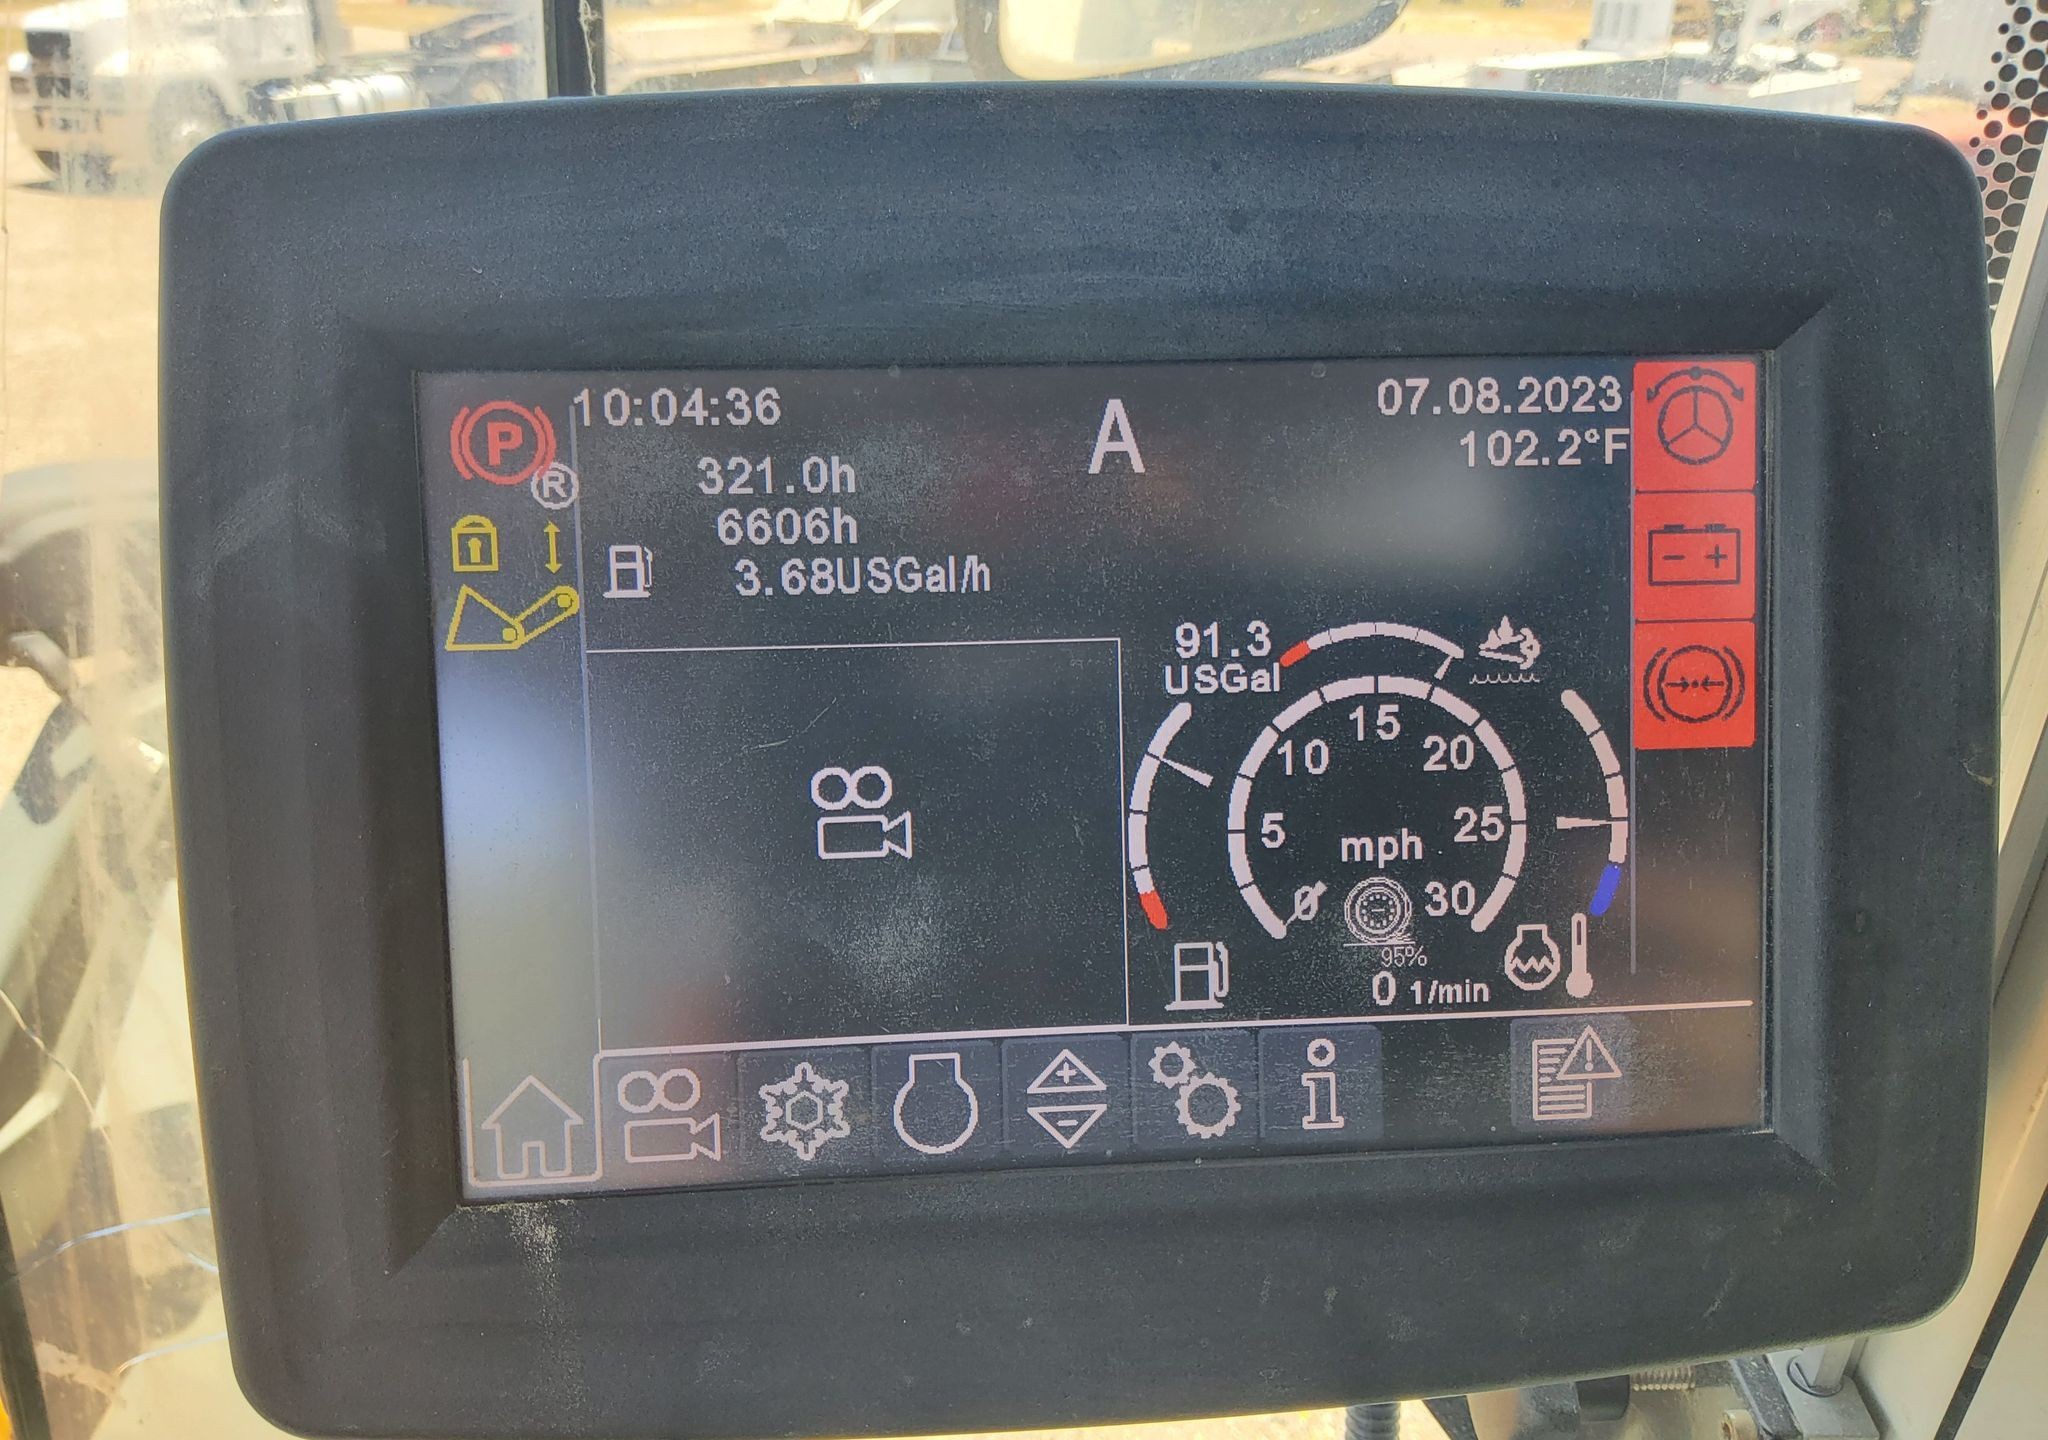 P
R
10:04:36
A
07.08.2023
321.0h
102.2°F
6606h
3.68USGal/h
91.3
USGal
0
5
10
15
20
25
30
mph
95%
0 1/min